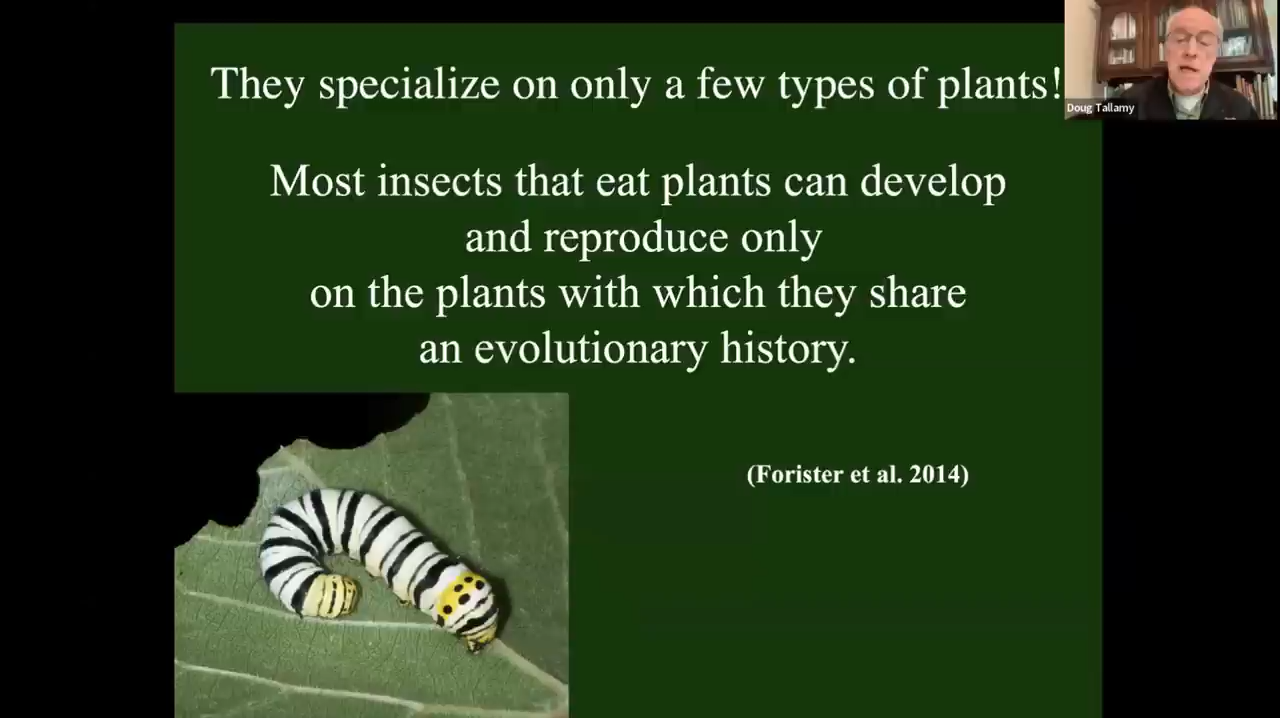 They specialize on only a few types of plants!
Most insects that eat plants can develop
and reproduce only
on the plants with which they share
an evolutionary history.
(Forister et al. 2014)
Doug Tallamy